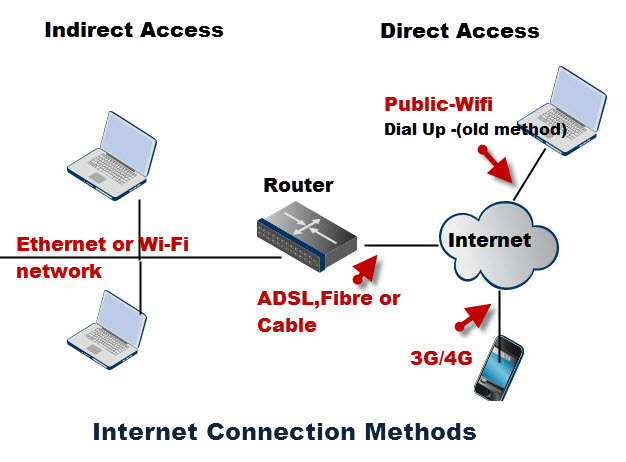 Indirect Access
Direct Access
Public-Wifi
Dial Up -(old method)
Router
Internet
Ethernet or Wi-Fi
network
ADSL,Fibre or
Cable
3G/4G
Internet Connection Methods